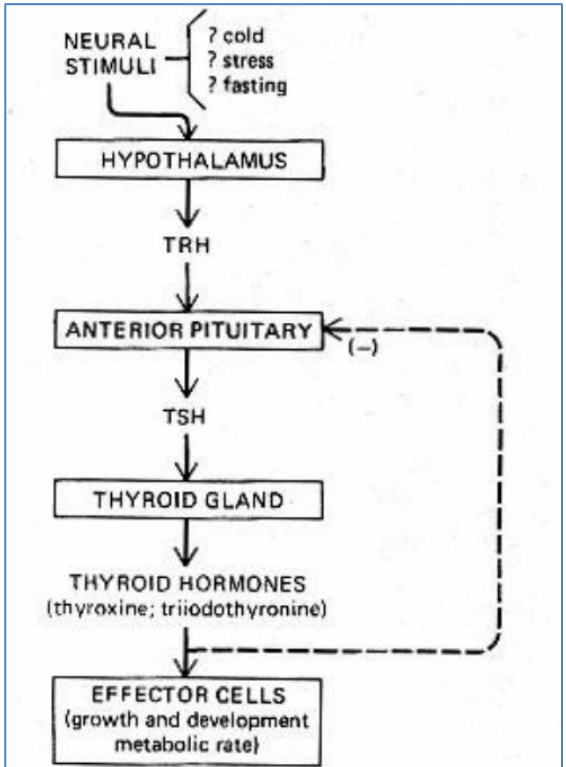 NEURAL
STIMULI
? cold
? stress
? fasting
HYPOTHALAMUS
TRH
ANTERIOR PITUITARY
(−)
TSH
THYROID GLAND
THYROID HORMONES
(thyroxine; triiodothyronine)
EFFECTOR CELLS
(growth and development
metabolic rate)